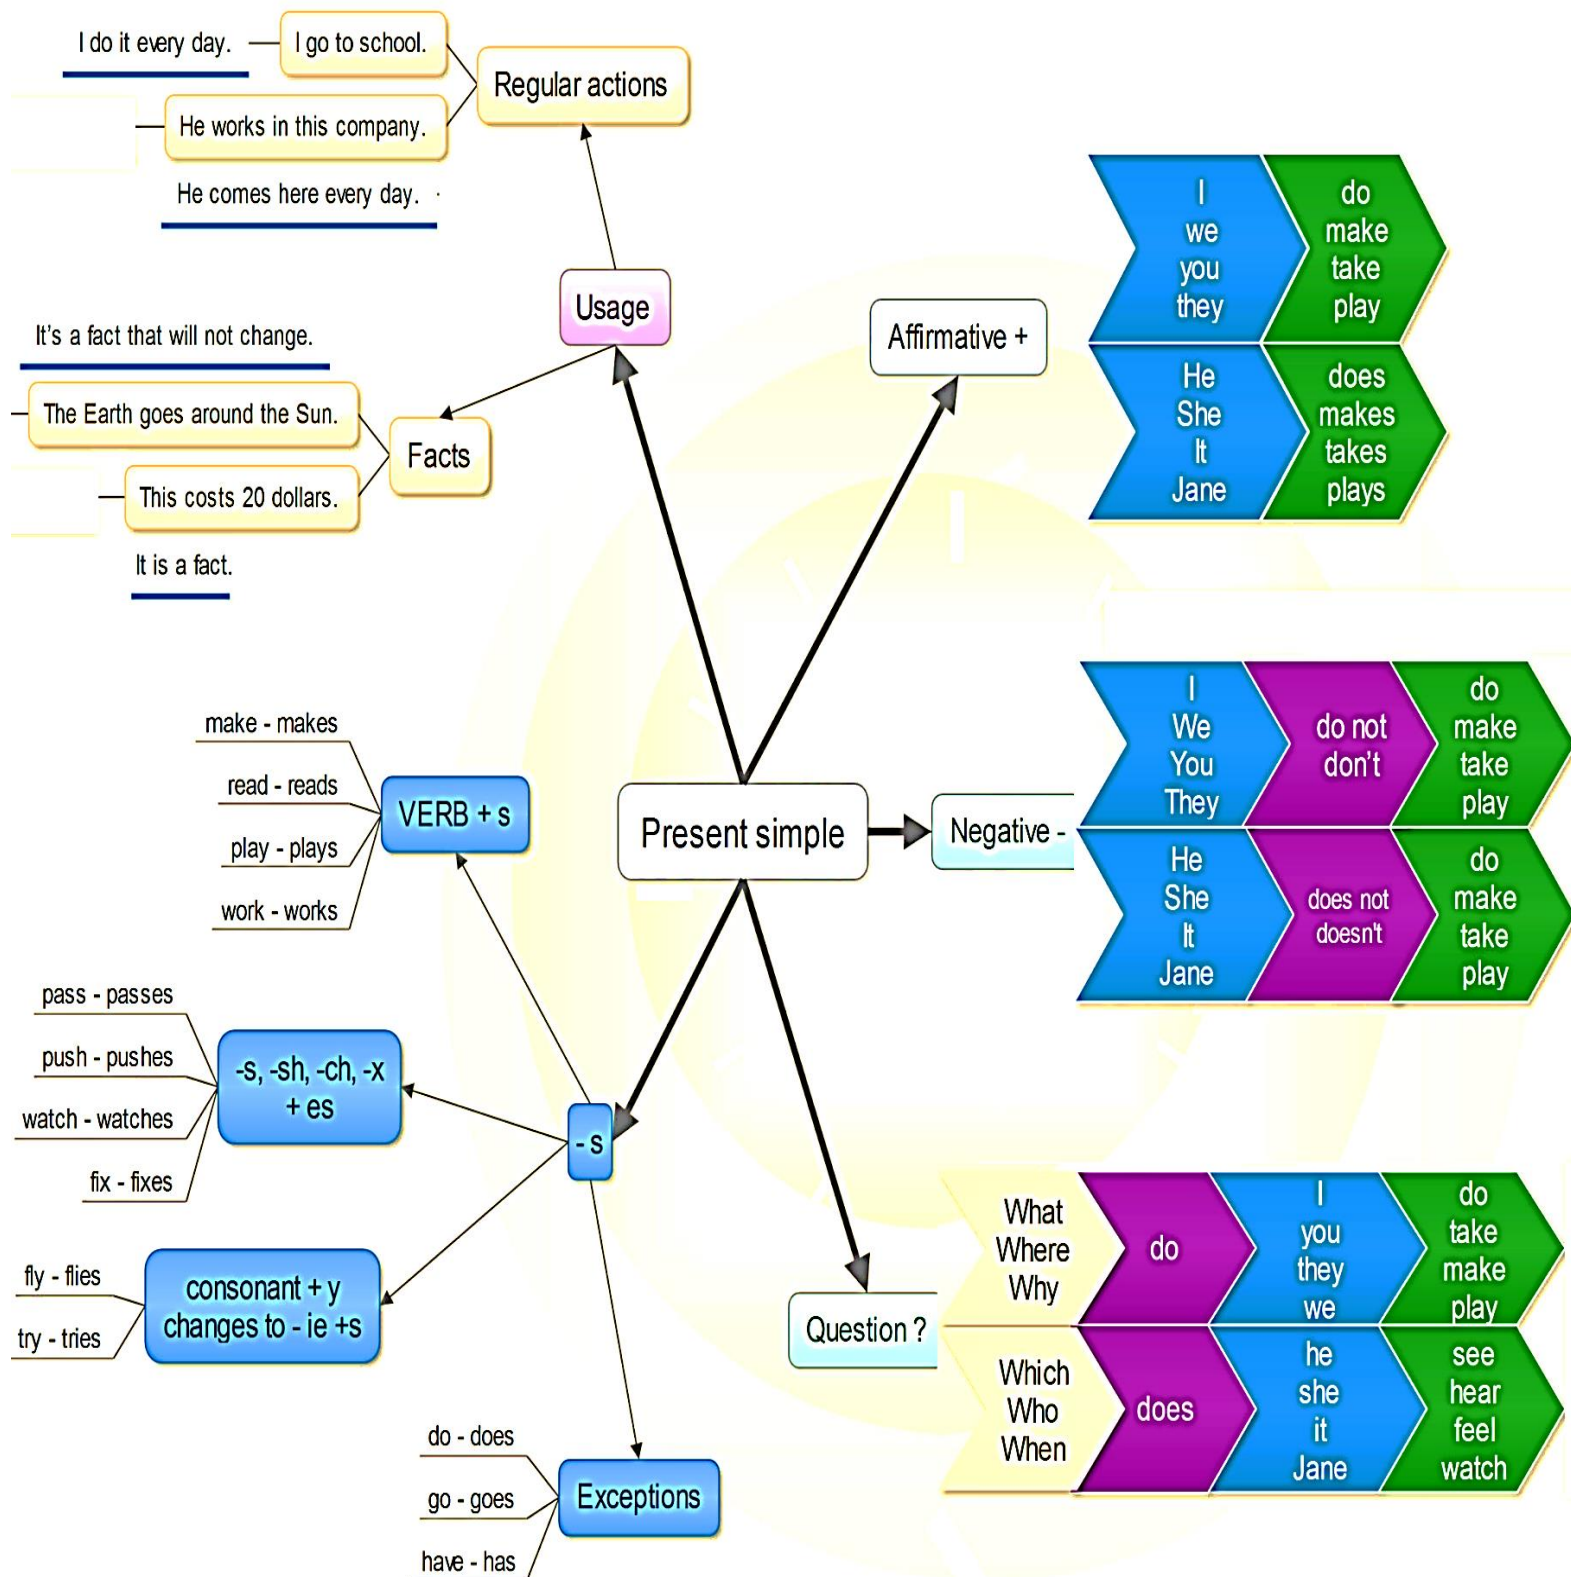 I do it every day.
I go to school.
Regular actions
He works in this company.
He comes here every day.
Usage
It's a fact that will not change.
The Earth goes around the Sun.
Facts
This costs 20 dollars.
It is a fact.
Affirmative +
I
we
you
they
do
make
take
play
He
She
It
Jane
does
makes
takes
plays
Present simple
Negative -
I
We
You
They
do not
don't
do
make
take
play
He
She
It
Jane
does not
doesn't
do
make
take
play
make - makes
read - reads
play - plays
work - works
VERB + s
pass - passes
push - pushes
watch - watches
fix - fixes
-s, -sh, -ch, -x
+ es
- s
fly - flies
try - tries
consonant + y
changes to - ie +s
do - does
go - goes
have - has
Exceptions
Question ?
What
Where
Why
do
I
you
they
we
do
take
make
play
Which
Who
When
does
he
she
it
Jane
see
hear
feel
watch